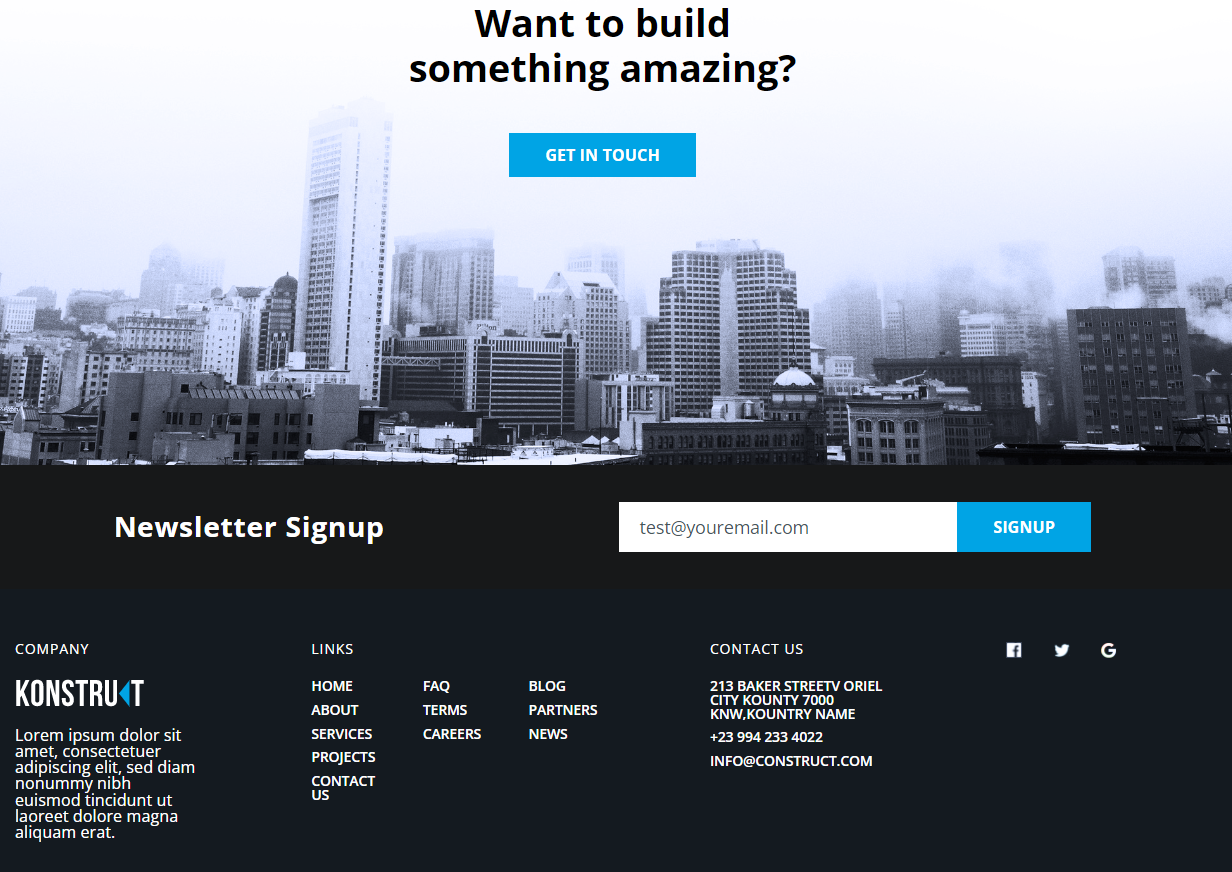 Want to build
something amazing?
GET IN TOUCH
Newsletter Signup
test@youremail.com
SIGNUP
COMPANY
KONSTRUKT
Lorem ipsum dolor sit
amet, consectetuer
adipiscing elit, sed diam
nonummy nibh
euismod tincidunt ut
laoreet dolore magna
aliquam erat.
LINKS
HOME
ABOUT
SERVICES
PROJECTS
CONTACT
US
FAQ
TERMS
CAREERS
BLOG
PARTNERS
NEWS
CONTACT US
213 BAKER STREETV ORIEL
CITY KOUNTY 7000
KNW,KOUNTRY NAME
+23 994 233 4022
INFO@CONSTRUCT.COM